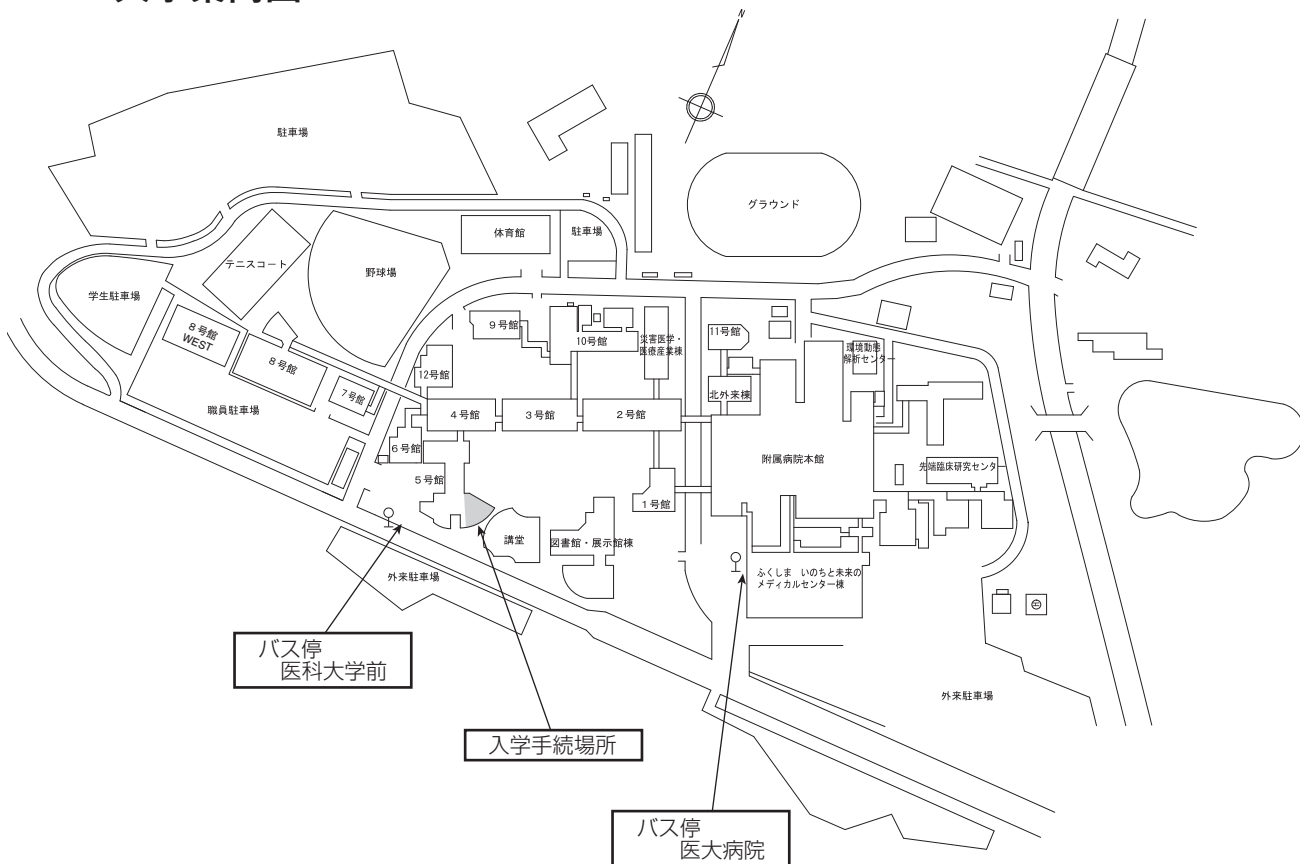 N
駐車場
グラウンド
体育館
駐車場
テニスコート
野球場
学生駐車場
8号館
WEST
8号館
7号館
職員駐車場
9号館
10号館
災害医学・
医療産業棟
11号館
環境動態
解析センター
12号館
北外来棟
4号館
3号館
2号館
6号館
附属病院本館
5号館
先端臨床研究センター
1号館
講堂
図書館・展示館棟
外来駐車場
ふくしま いのちと未来の
メディカルセンター棟
バス停
医科大学前
外来駐車場
入学手続場所
バス停
医大病院